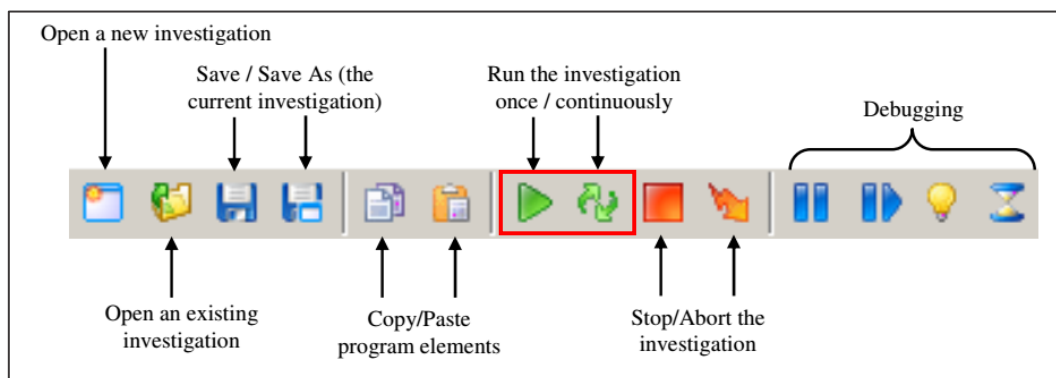 Open a new investigation
Save / Save As (the
current investigation)
Run the investigation
once / continuously
Debugging
Open an existing
investigation
Copy/Paste
program elements
Stop/Abort the
investigation